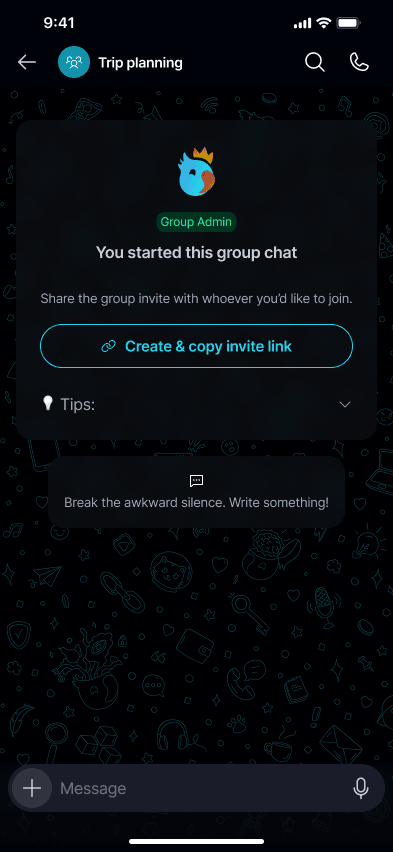 9:41
Trip planning
Group Admin
You started this group chat
Share the group invite with whoever you'd like to join.
Create & copy invite link
Tips:
Break the awkward silence. Write something!
Message